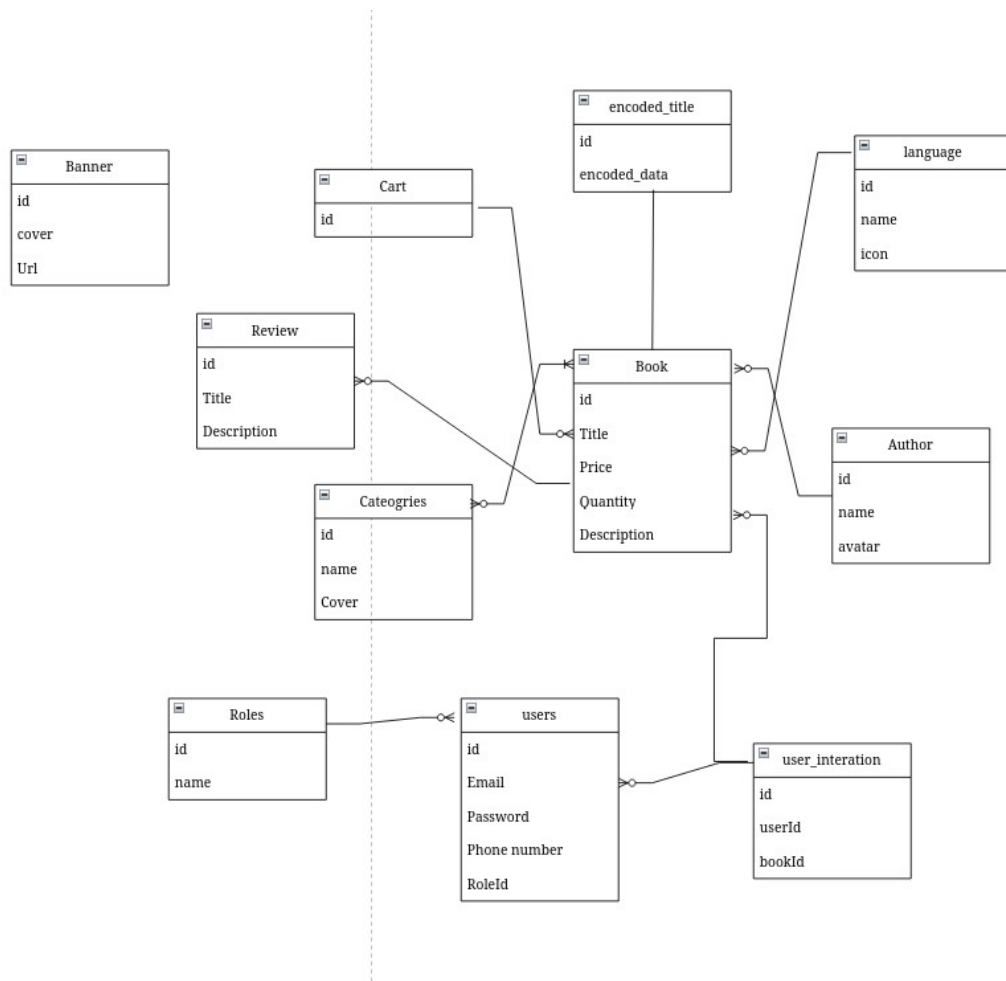 encoded_title
id
encoded_data
language
id
name
icon
Banner
id
cover
Url
Cart
id
Review
id
Title
Description
Book
id
Title
Price
Quantity
Description
Author
id
name
avatar
Cateogries
id
name
Cover
Roles
id
name
users
id
Email
Password
Phone number
RoleId
user_interation
id
userId
bookId